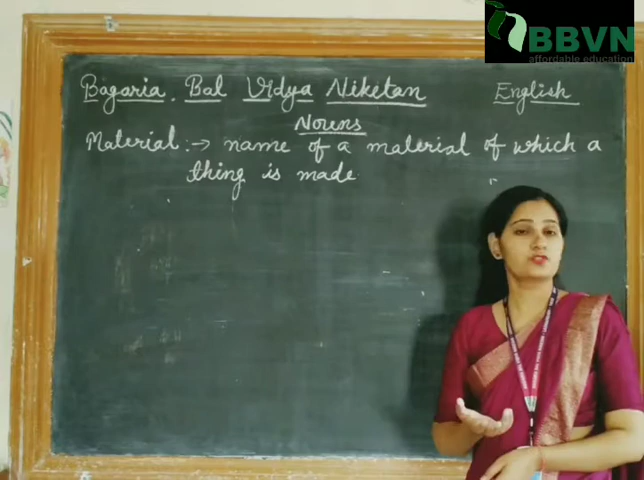 BBVN
affordable education
Bagaria Bal Vidya Niketan English
Nouns
Material :→ name of a material of which a
thing is made